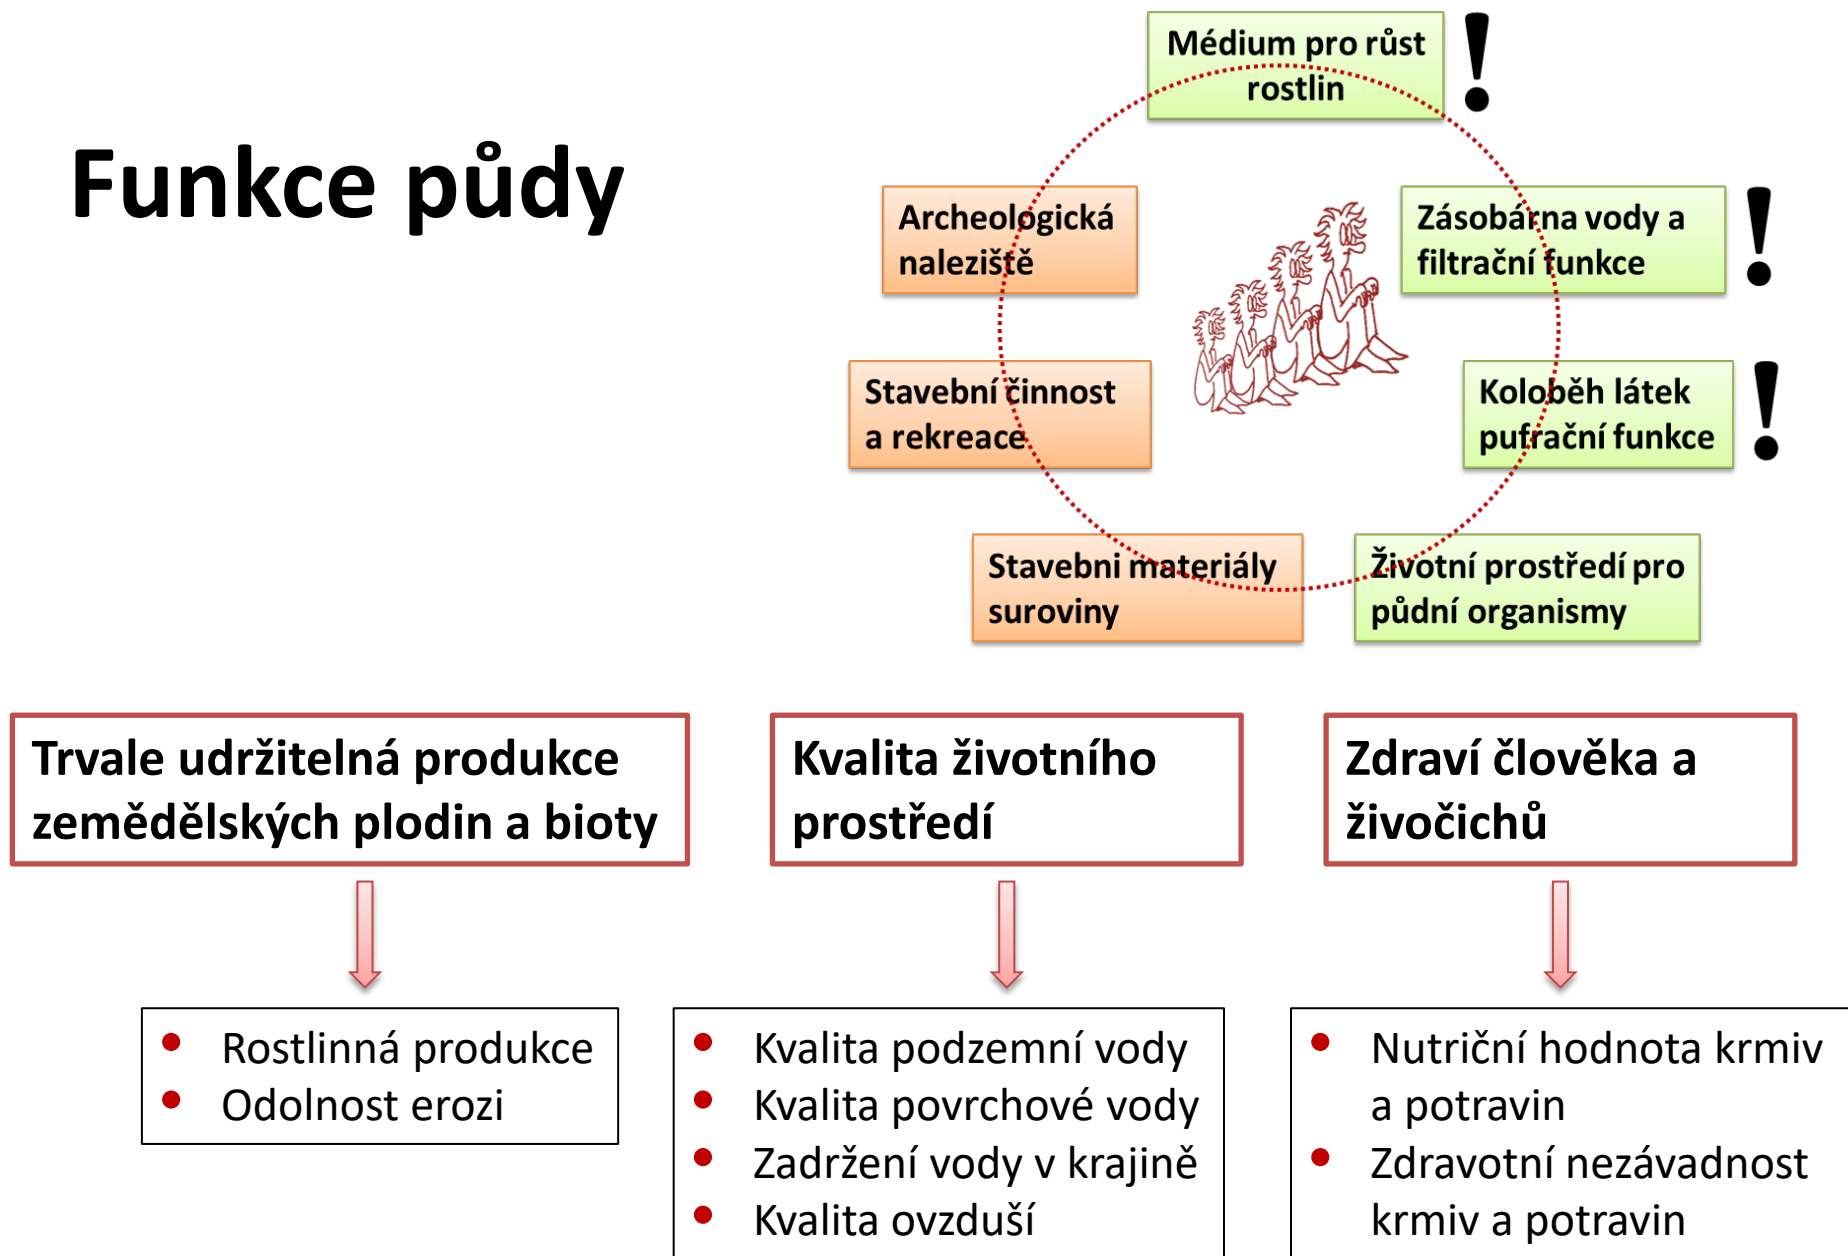 Funkce půdy
Médium pro růst
rostlin
!
Archeologická
naleziště
Zásobárna vody a
filtrační funkce
!
Stavební činnost
a rekreace
Koloběh látek
pufrační funkce
!
Stavebni materiály
suroviny
Životní prostředí pro
půdní organismy
Trvale udržitelná produkce
zemědělských plodin a bioty
Kvalita životního
prostředí
Zdraví člověka a
živočichů
• Rostlinná produkce
• Odolnost erozi
• Kvalita podzemní vody
• Kvalita povrchové vody
• Zadržení vody v krajině
• Kvalita ovzduší
• Nutriční hodnota krmiv
a potravin
• Zdravotní nezávadnost
krmiv a potravin